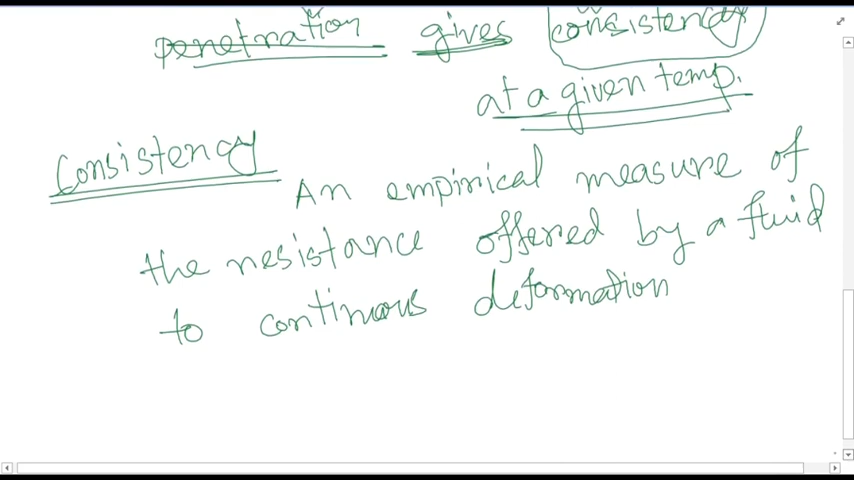 penetration gives consistency
at a given temp.
Consistency
An empirical measure of
the resistance offered by a fluid
to continuous deformation